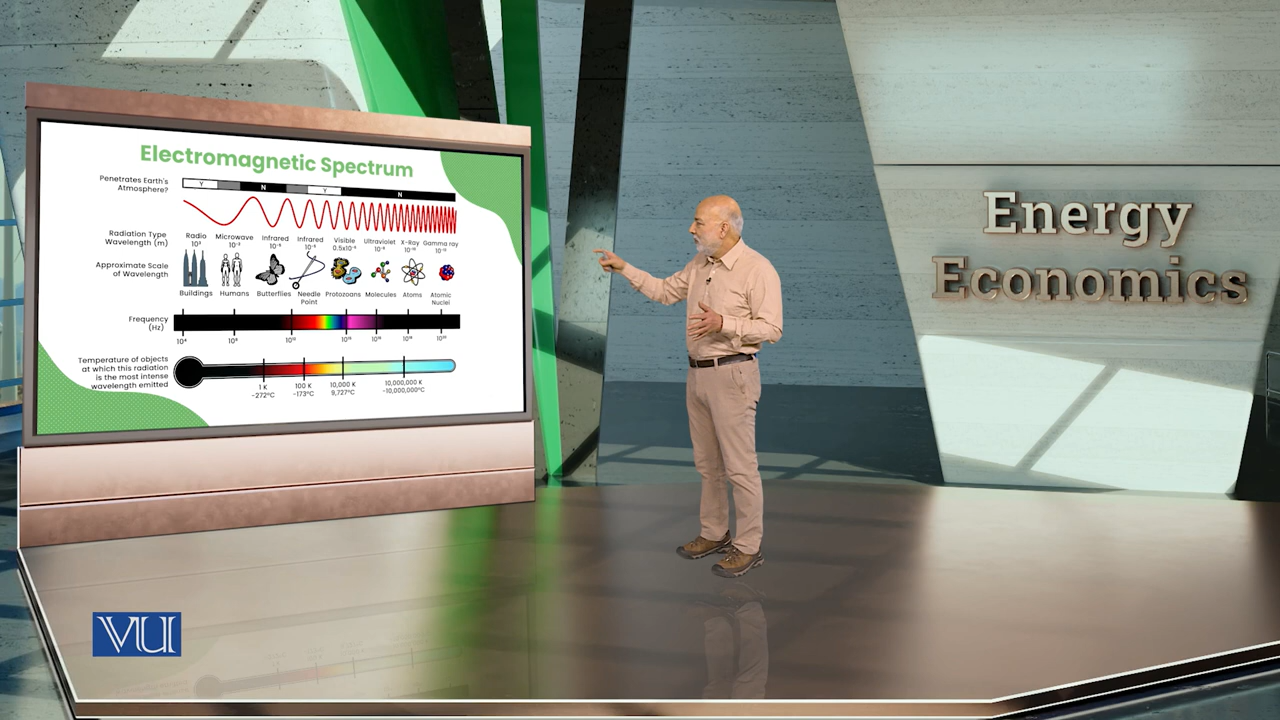 Electromagnetic Spectrum
Penetrates Earth's
Atmosphere?
Y N Y N
Radiation Type
Wavelength (m)
Radio Microwave Infrared Infrared Visible Ultraviolet X-Ray Gamma ray
0.5x10⁻⁶
Approximate Scale
of Wavelength
Buildings Humans Butterflies Needle Point Protozoans Molecules Atoms Atomic Nuclei
Frequency
(Hz)
Temperature of objects
at which this radiation
is the most intense
wavelength emitted
1 K 100 K 10,000 K 10,000,000 K
-272°C -173°C 9,727°C ~10,000,000°C
Energy
Economics
VU